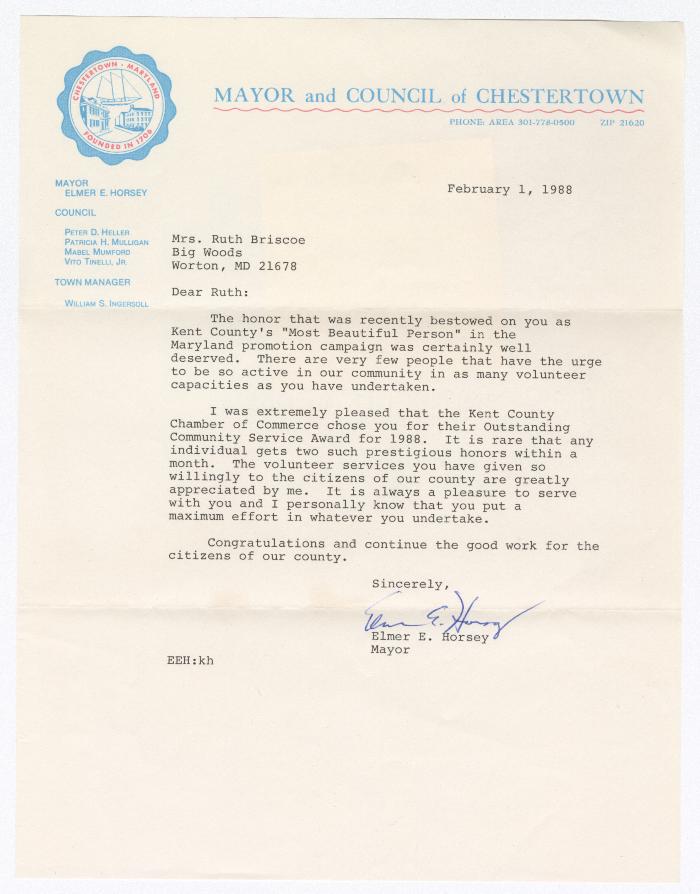 CHESTERTOWN • MARYLAND
FOUNDED IN 1706
MAYOR and COUNCIL of CHESTERTOWN
PHONE: AREA 301-778-0500 ZIP 21620
MAYOR
ELMER E. HORSEY
COUNCIL
PETER D. HELLER
PATRICIA H. MULLIGAN
MABEL MUMFORD
VITO TINELLI, JR.
TOWN MANAGER
WILLIAM S. INGERSOLL
February 1, 1988
Mrs. Ruth Briscoe
Big Woods
Worton, MD 21678
Dear Ruth:
The honor that was recently bestowed on you as
Kent County's "Most Beautiful Person" in the
Maryland promotion campaign was certainly well
deserved. There are very few people that have the urge
to be so active in our community in as many volunteer
capacities as you have undertaken.
I was extremely pleased that the Kent County
Chamber of Commerce chose you for their Outstanding
Community Service Award for 1988. It is rare that any
individual gets two such prestigious honors within a
month. The volunteer services you have given so
willingly to the citizens of our county are greatly
appreciated by me. It is always a pleasure to serve
with you and I personally know that you put a
maximum effort in whatever you undertake.
Congratulations and continue the good work for the
citizens of our county.
Sincerely,
Elmer E. Horsey
Elmer E. Horsey
Mayor
EEH:kh